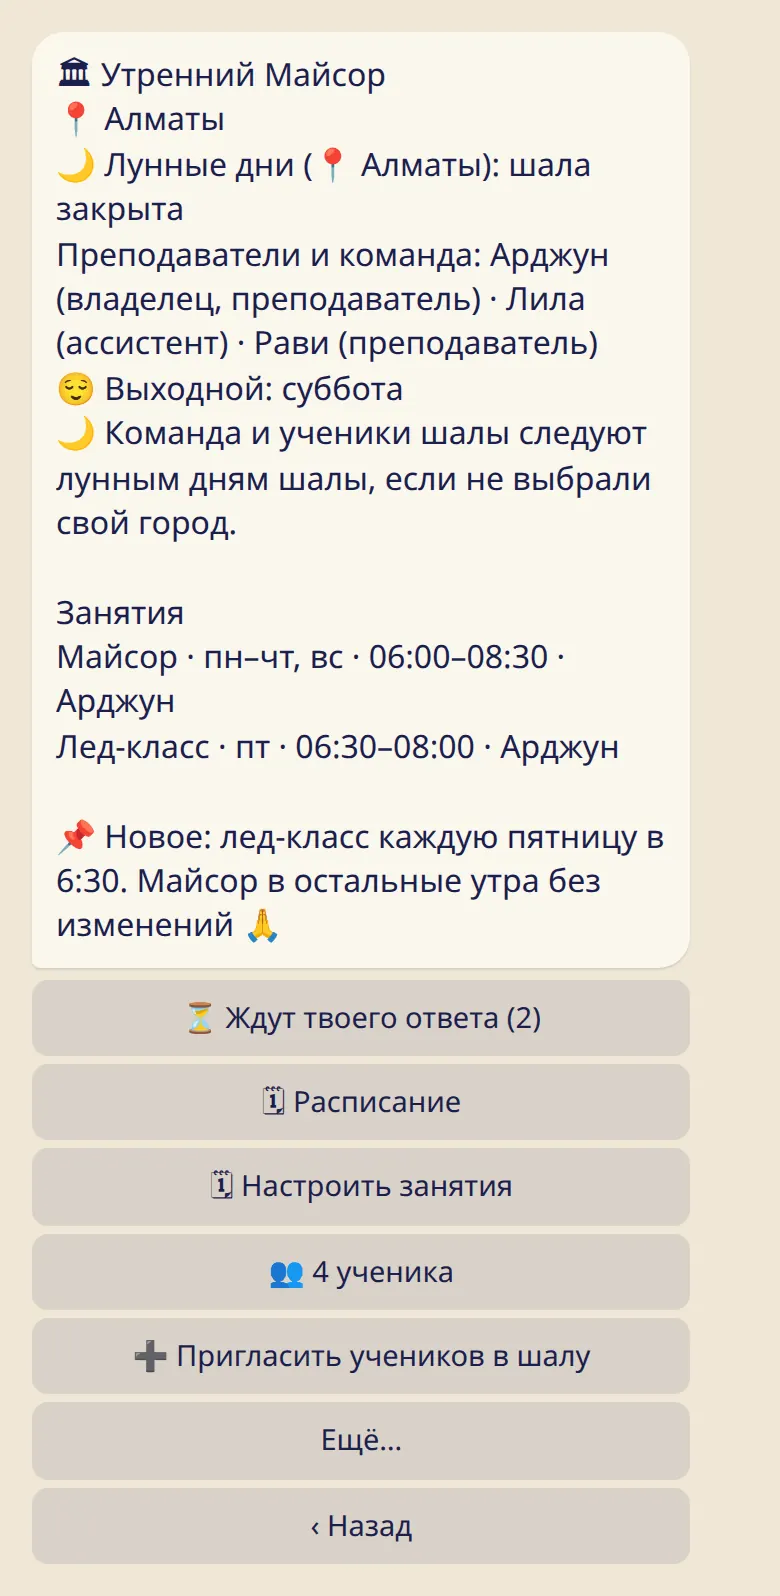 🏛 Утренний Майсор
📍 Алматы
🌙 Лунные дни (📍 Алматы): шала
закрыта
Преподаватели и команда: Арджун
(владелец, преподаватель) · Лила
(ассистент) · Рави (преподаватель)
😌 Выходной: суббота
🌙 Команда и ученики шалы следуют
лунным дням шалы, если не выбрали
свой город.
Занятия
Майсор · пн–чт, вс · 06:00–08:30 ·
Арджун
Лед-класс · пт · 06:30–08:00 · Арджун
📌 Новое: лед-класс каждую пятницу в
6:30. Майсор в остальные утра без
изменений 🙏
⏳ Ждут твоего ответа (2)
🗓 Расписание
🗓 Настроить занятия
👥 4 ученика
➕ Пригласить учеников в шалу
Ещё…
‹ Назад